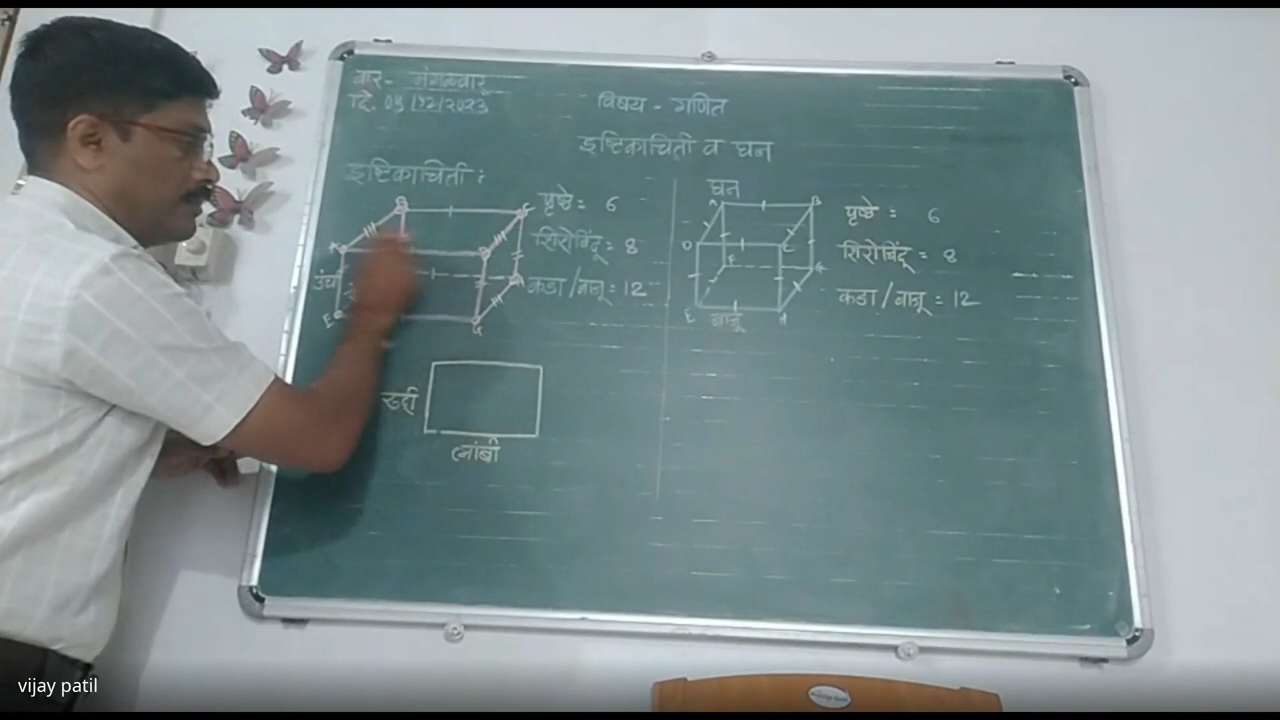 वार- मंगळवार
दि. 05/12/2023
विषय - गणित
इष्टिकाचिती व घन
इष्टिकाचिती :
पृष्ठे = 6
शिरोबिंदू = 8
कडा / बाजू = 12
A
B
C
D
उंची
E
G
H
रुंदी
लांबी
घन
A
B
D
C
F
E
H
बाजू
पृष्ठे = 6
शिरोबिंदू = 8
कडा / बाजू = 12
vijay patil